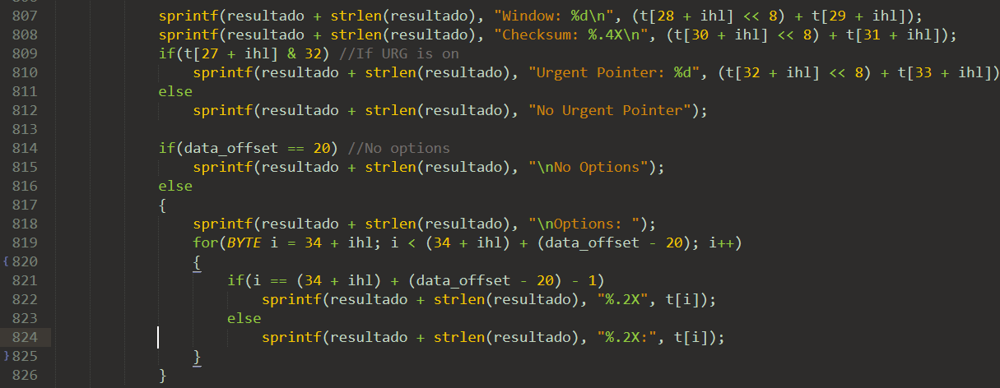 807 sprintf(resultado + strlen(resultado), "Window: %d\n", (t[28 + ihl] << 8) + t[29 + ihl]);
808 sprintf(resultado + strlen(resultado), "Checksum: %.4X\n", (t[30 + ihl] << 8) + t[31 + ihl]);
809 if(t[27 + ihl] & 32) //If URG is on
810 sprintf(resultado + strlen(resultado), "Urgent Pointer: %d", (t[32 + ihl] << 8) + t[33 + ihl])
811 else
812 sprintf(resultado + strlen(resultado), "No Urgent Pointer");
813
814 if(data_offset == 20) //No options
815 sprintf(resultado + strlen(resultado), "\nNo Options");
816 else
817 {
818 sprintf(resultado + strlen(resultado), "\nOptions: ");
819 for(BYTE i = 34 + ihl; i < (34 + ihl) + (data_offset - 20); i++)
{ 820 {
821 if(i == (34 + ihl) + (data_offset - 20) - 1)
822 sprintf(resultado + strlen(resultado), "%.2X", t[i]);
823 else
824 sprintf(resultado + strlen(resultado), "%.2X:", t[i]);
} 825 }
826 }